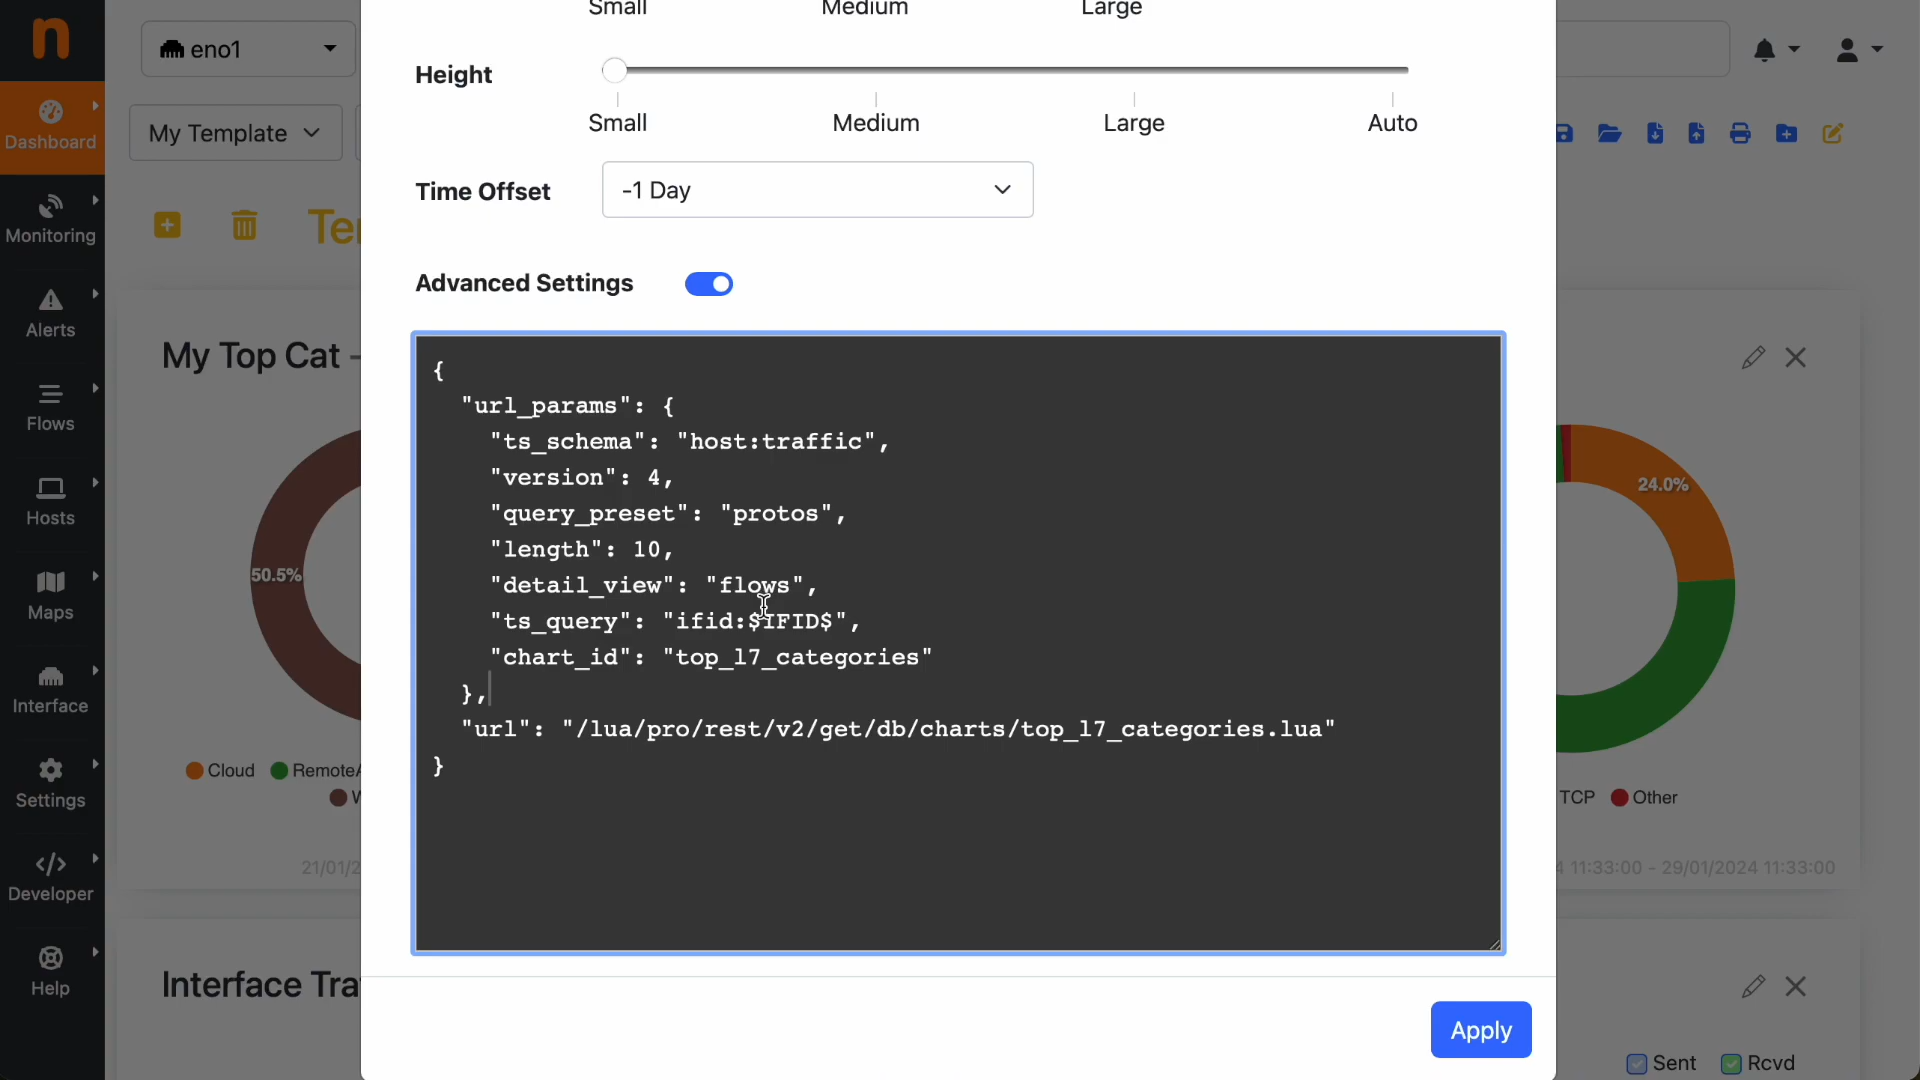 n
eno1
Dashboard
Monitoring
Alerts
Flows
Hosts
Maps
Interface
Settings
Developer
Help
My Template
My Top Cat -
50.5%
Cloud
21/01/2
Interface
Small Medium Large
Height
Small Medium Large Auto
Time Offset -1 Day
Advanced Settings
{
"url_params": {
"ts_schema": "host:traffic",
"version": 4,
"query_preset": "protos",
"length": 10,
"detail_view": "flows",
"ts_query": "ifid:$IFID$",
"chart_id": "top_l7_categories"
},
"url": "/lua/pro/rest/v2/get/db/charts/top_l7_categories.lua"
}
Apply
24.0%
TCP Other
11:33:00 - 29/01/2024 11:33:00
Sent Rcvd